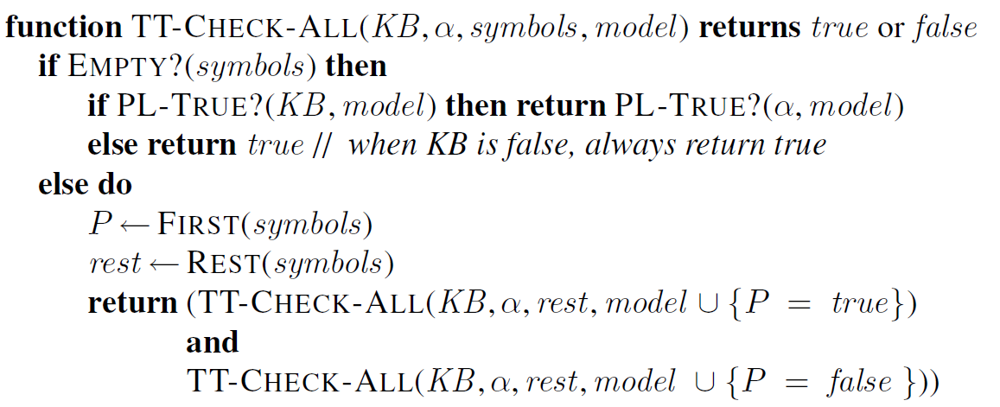 function TT-CHECK-ALL(KB, α, symbols, model) returns true or false
if EMPTY?(symbols) then
if PL-TRUE?(KB, model) then return PL-TRUE?(α, model)
else return true // when KB is false, always return true
else do
P ← FIRST(symbols)
rest ← REST(symbols)
return (TT-CHECK-ALL(KB, α, rest, model ∪ {P = true})
and
TT-CHECK-ALL(KB, α, rest, model ∪ {P = false }))